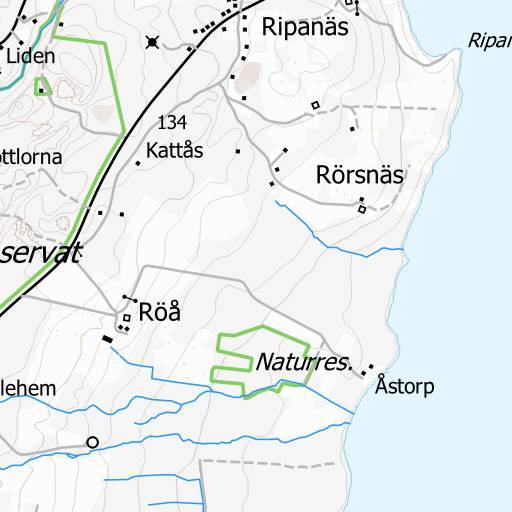 Ripanäs
Ripan
Liden
134
Kattås
ottlorna
Rörsnäs
servat
Röå
Naturres.
Åstorp
lehem